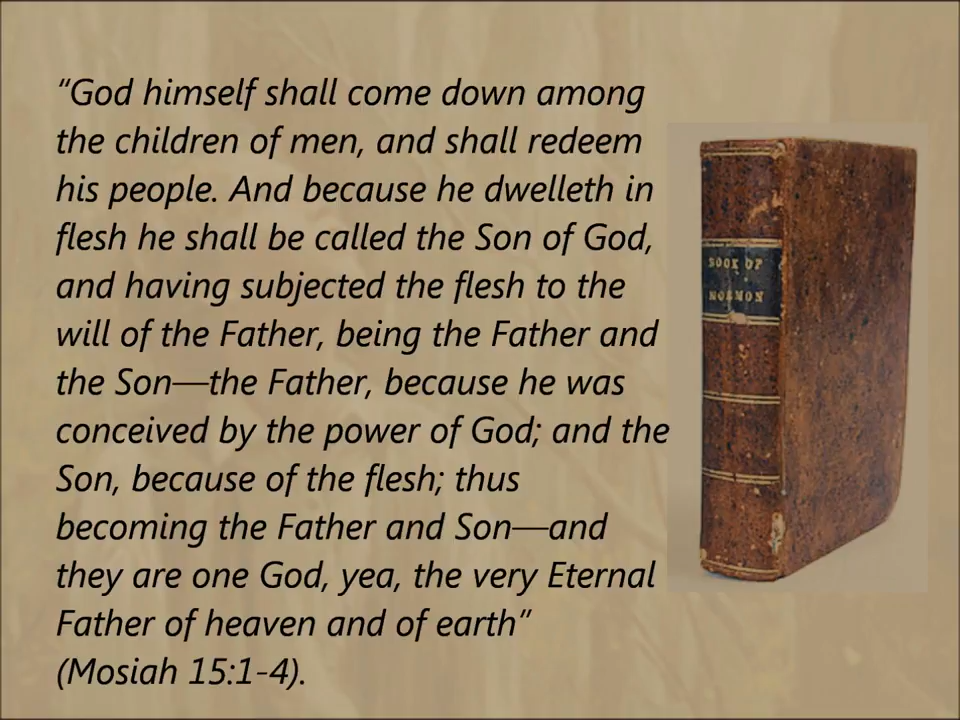 “God himself shall come down among
the children of men, and shall redeem
his people. And because he dwelleth in
flesh he shall be called the Son of God,
and having subjected the flesh to the
will of the Father, being the Father and
the Son—the Father, because he was
conceived by the power of God; and the
Son, because of the flesh; thus
becoming the Father and Son—and
they are one God, yea, the very Eternal
Father of heaven and of earth”
(Mosiah 15:1-4).
BOOK OF
MORMON